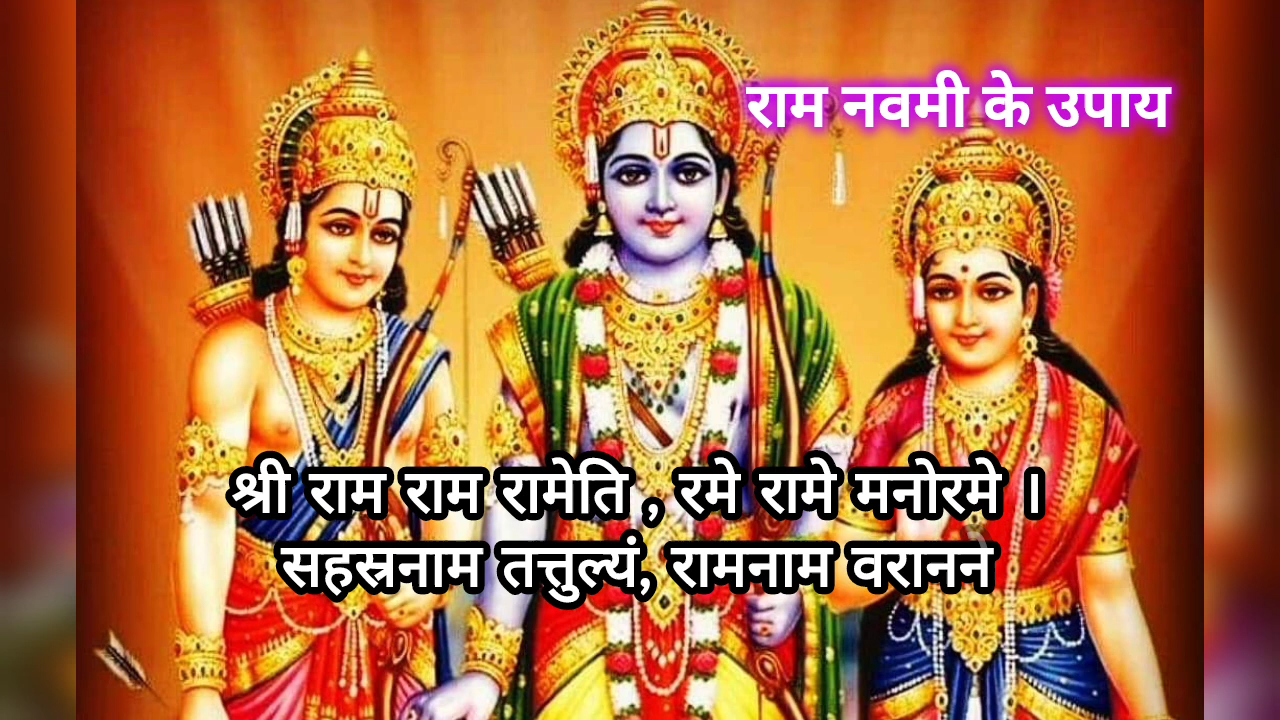 राम नवमी के उपाय
श्री राम राम रामेति , रमे रामे मनोरमे ।
सहस्रनाम तत्तुल्यं, रामनाम वरानन